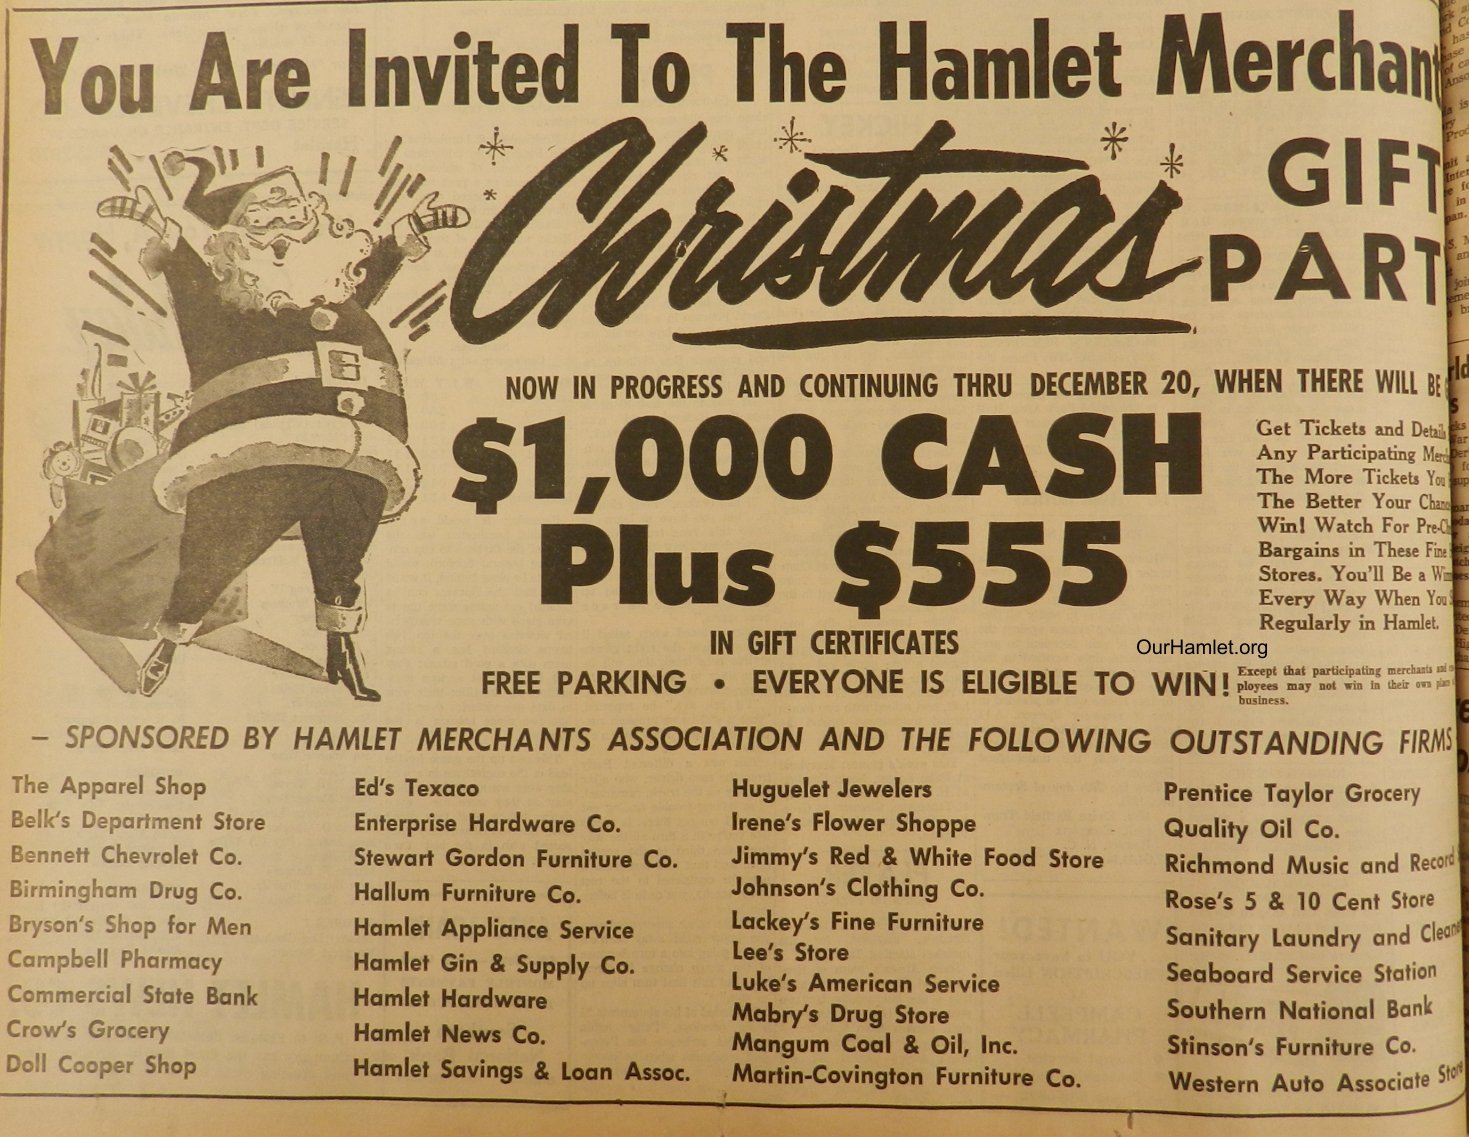 You Are Invited To The Hamlet Merchant
Christmas GIFT
PART
NOW IN PROGRESS AND CONTINUING THRU DECEMBER 20, WHEN THERE WILL BE
$1,000 CASH
Plus $555
IN GIFT CERTIFICATES
FREE PARKING • EVERYONE IS ELIGIBLE TO WIN!
Get Tickets and Details
Any Participating
The More Tickets You
The Better Your
Win! Watch For
Bargains in These Fine
Stores. You'll Be a
Every Way When You
Regularly in Hamlet.
OurHamlet.org
Except that participating merchants and
ployees may not win in their own place
business.
– SPONSORED BY HAMLET MERCHANTS ASSOCIATION AND THE FOLLOWING OUTSTANDING FIRMS
The Apparel Shop
Belk's Department Store
Bennett Chevrolet Co.
Birmingham Drug Co.
Bryson's Shop for Men
Campbell Pharmacy
Commercial State Bank
Crow's Grocery
Doll Cooper Shop
Ed's Texaco
Enterprise Hardware Co.
Stewart Gordon Furniture Co.
Hallum Furniture Co.
Hamlet Appliance Service
Hamlet Gin & Supply Co.
Hamlet Hardware
Hamlet News Co.
Hamlet Savings & Loan Assoc.
Huguelet Jewelers
Irene's Flower Shoppe
Jimmy's Red & White Food Store
Johnson's Clothing Co.
Lackey's Fine Furniture
Lee's Store
Luke's American Service
Mabry's Drug Store
Mangum Coal & Oil, Inc.
Martin-Covington Furniture Co.
Prentice Taylor Grocery
Quality Oil Co.
Richmond Music and Record
Rose's 5 & 10 Cent Store
Sanitary Laundry and Cleaners
Seaboard Service Station
Southern National Bank
Stinson's Furniture Co.
Western Auto Associate Store